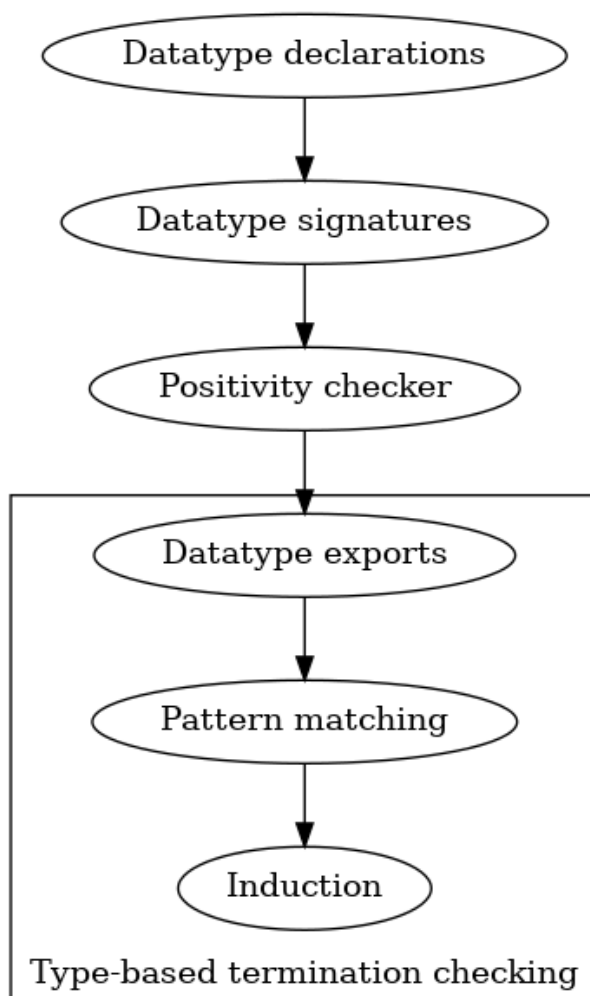 Datatype declarations
Datatype signatures
Positivity checker
Datatype exports
Pattern matching
Induction
Type-based termination checking